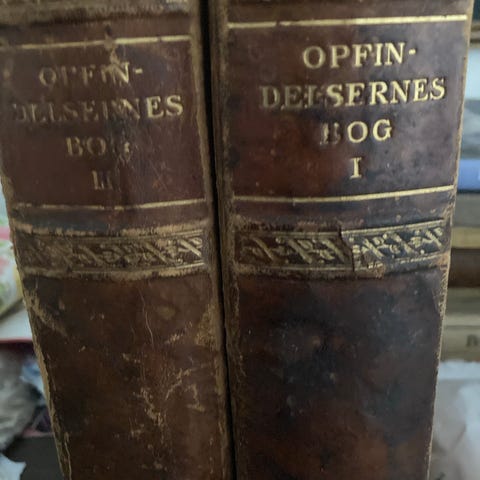 OPFIN-
DELSERNES
BOG
II
OPFIN-
DELSERNES
BOG
I